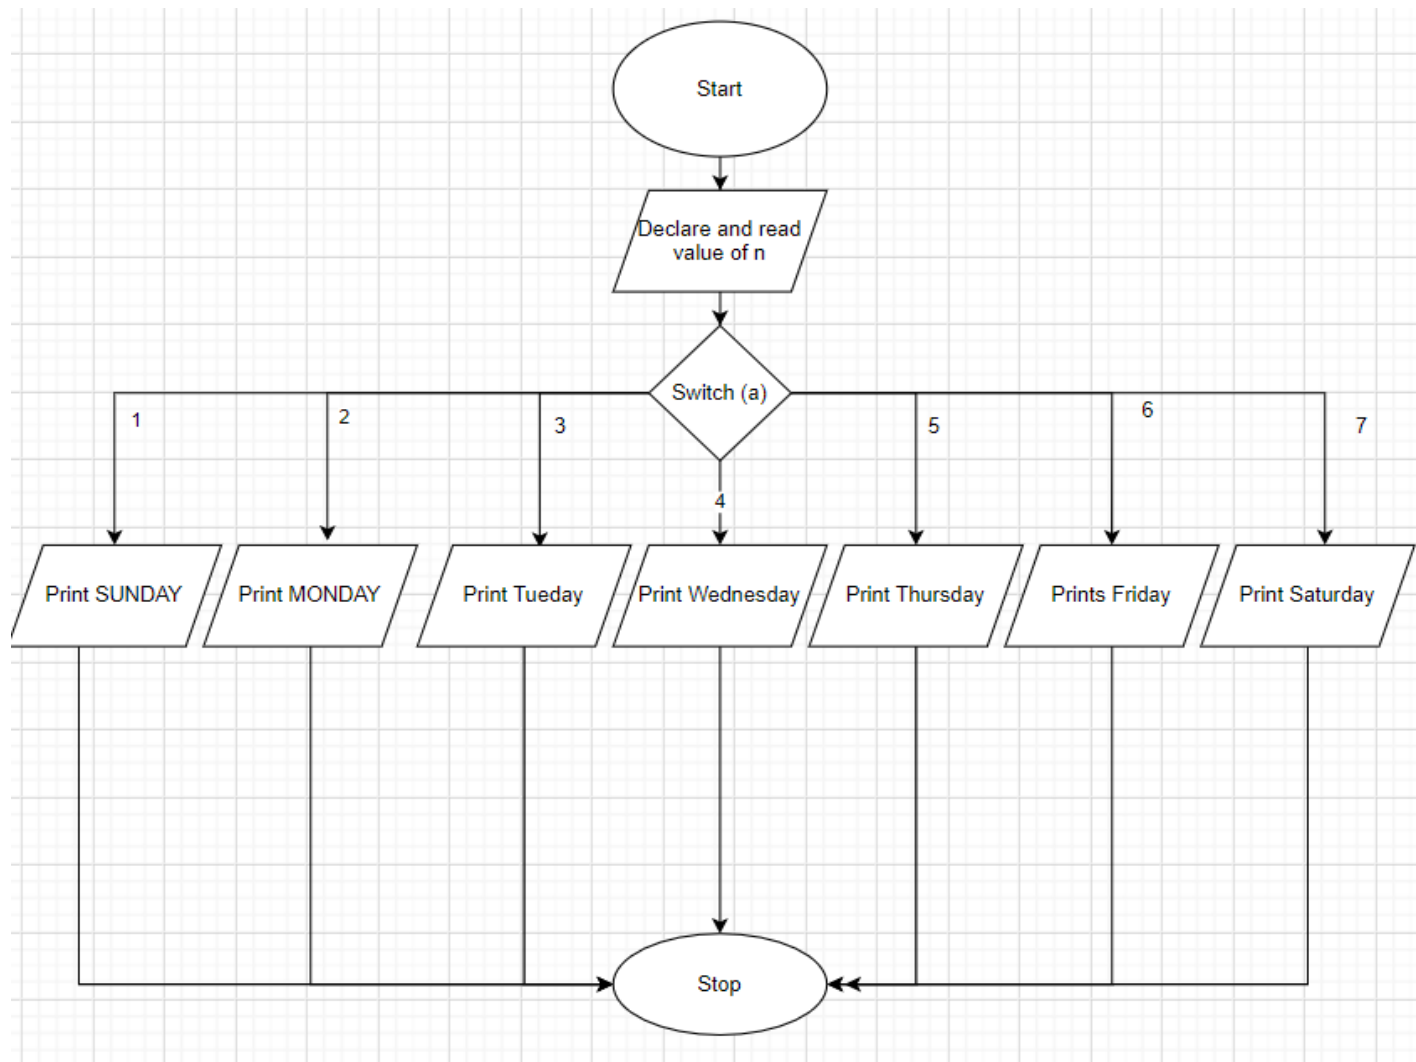 Start
Declare and read
value of n
Switch (a)
1
2
3
4
5
6
7
Print SUNDAY
Print MONDAY
Print Tueday
Print Wednesday
Print Thursday
Prints Friday
Print Saturday
Stop